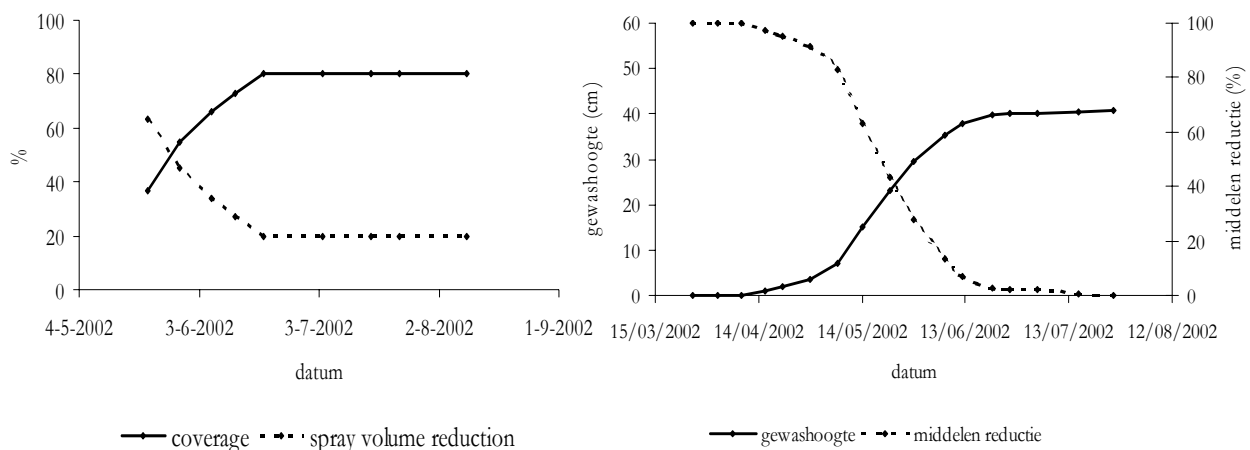 100
80
60
40
20
0
%
4-5-2002 3-6-2002 3-7-2002 2-8-2002 1-9-2002
datum
coverage spray volume reduction
60
50
40
30
20
10
0
gewashoogte (cm)
100
80
60
40
20
0
middelen reductie (%)
15/03/2002 14/04/2002 14/05/2002 13/06/2002 13/07/2002 12/08/2002
datum
gewashoogte middelen reductie